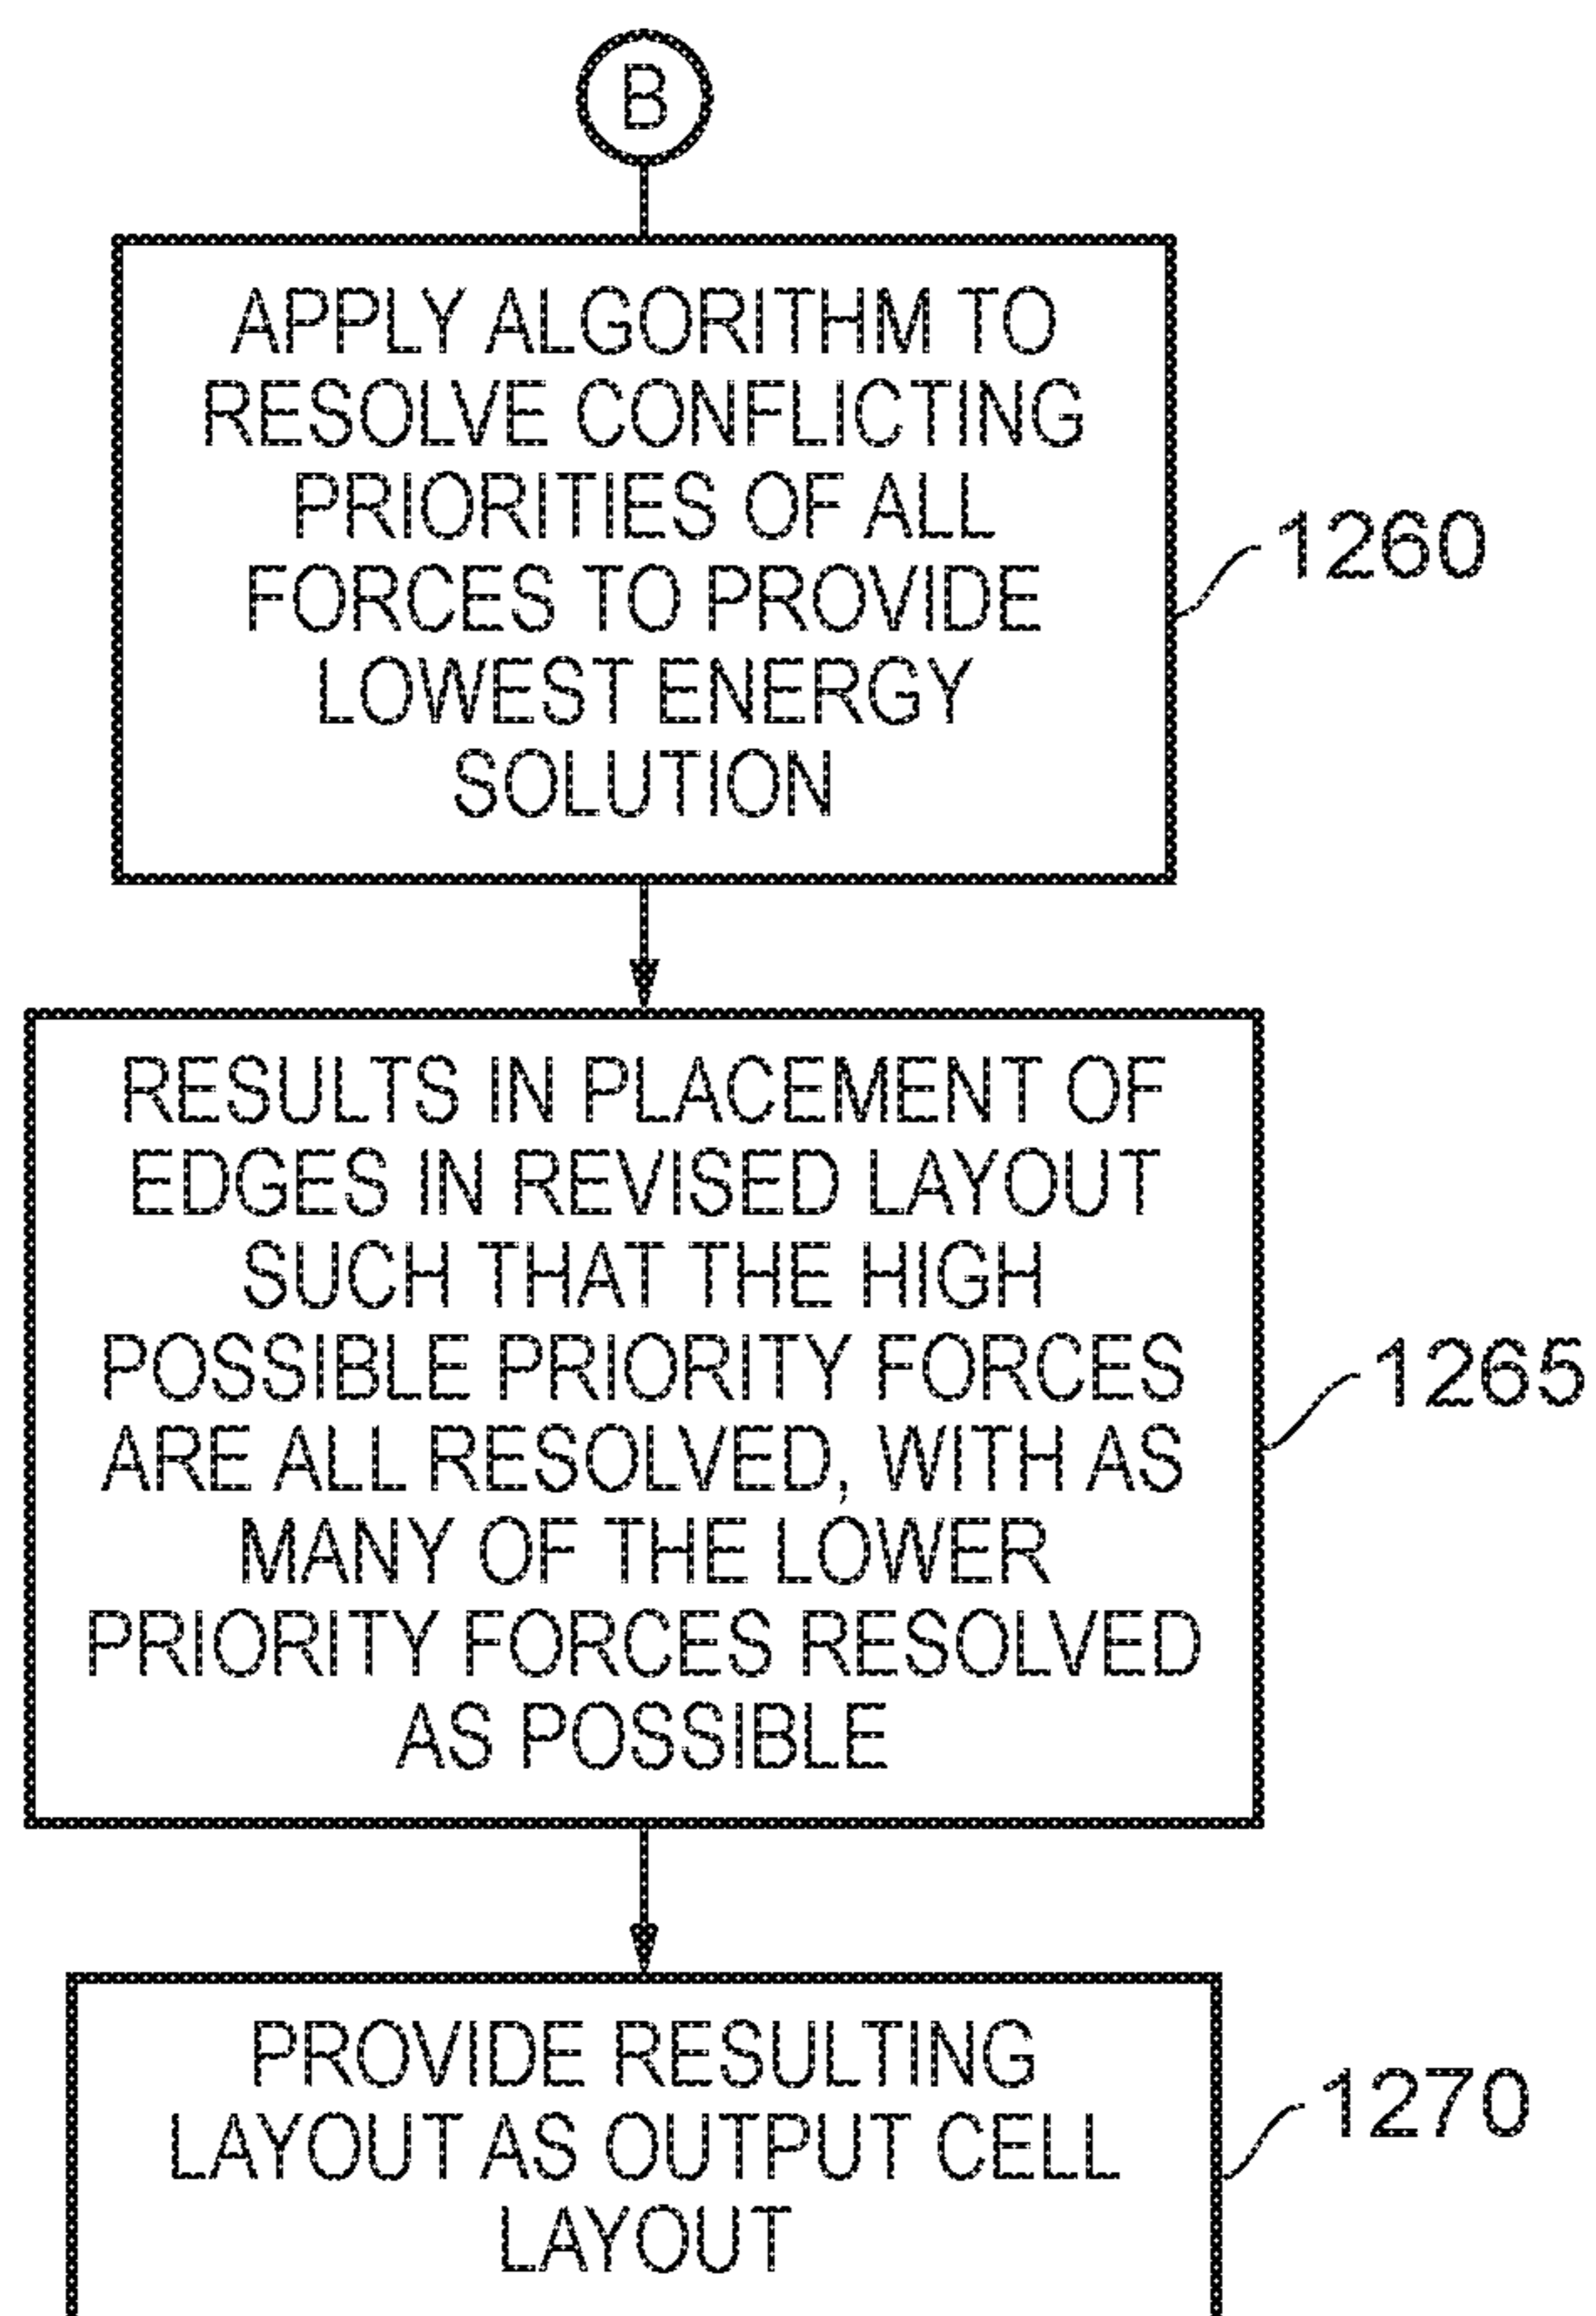 B
APPLY ALGORITHM TO
RESOLVE CONFLICTING
PRIORITIES OF ALL
FORCES TO PROVIDE
LOWEST ENERGY
SOLUTION
1260
RESULTS IN PLACEMENT OF
EDGES IN REVISED LAYOUT
SUCH THAT THE HIGH
POSSIBLE PRIORITY FORCES
ARE ALL RESOLVED, WITH AS
MANY OF THE LOWER
PRIORITY FORCES RESOLVED
AS POSSIBLE
1265
PROVIDE RESULTING
LAYOUT AS OUTPUT CELL
LAYOUT
1270